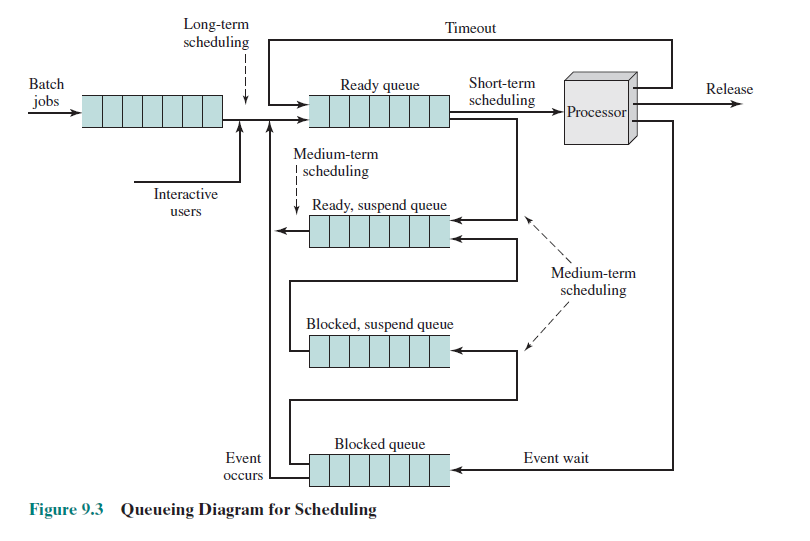 Long-term
scheduling
Timeout
Batch
jobs
Ready queue
Short-term
scheduling
Processor
Release
Medium-term
scheduling
Interactive
users
Ready, suspend queue
Medium-term
scheduling
Blocked, suspend queue
Blocked queue
Event
occurs
Event wait
Figure 9.3 Queueing Diagram for Scheduling